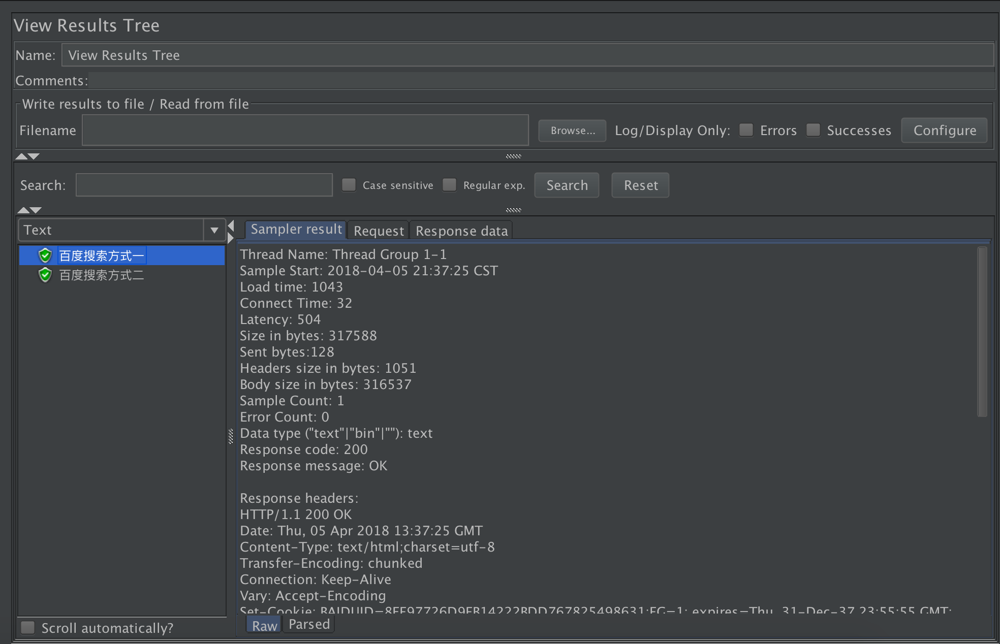 View Results Tree
Name: View Results Tree
Comments:
Write results to file / Read from file
Filename Browse... Log/Display Only: Errors Successes Configure
Search: Case sensitive Regular exp. Search Reset
Text
百度搜索方式一
百度搜索方式二
Scroll automatically?
Sampler result Request Response data
Thread Name: Thread Group 1-1
Sample Start: 2018-04-05 21:37:25 CST
Load time: 1043
Connect Time: 32
Latency: 504
Size in bytes: 317588
Sent bytes:128
Headers size in bytes: 1051
Body size in bytes: 316537
Sample Count: 1
Error Count: 0
Data type ("text"|"bin"|""): text
Response code: 200
Response message: OK
Response headers:
HTTP/1.1 200 OK
Date: Thu, 05 Apr 2018 13:37:25 GMT
Content-Type: text/html;charset=utf-8
Transfer-Encoding: chunked
Connection: Keep-Alive
Vary: Accept-Encoding
Set-Cookie: expires=Thu, 31-Dec-37 23:55:55 GMT;
Raw Parsed